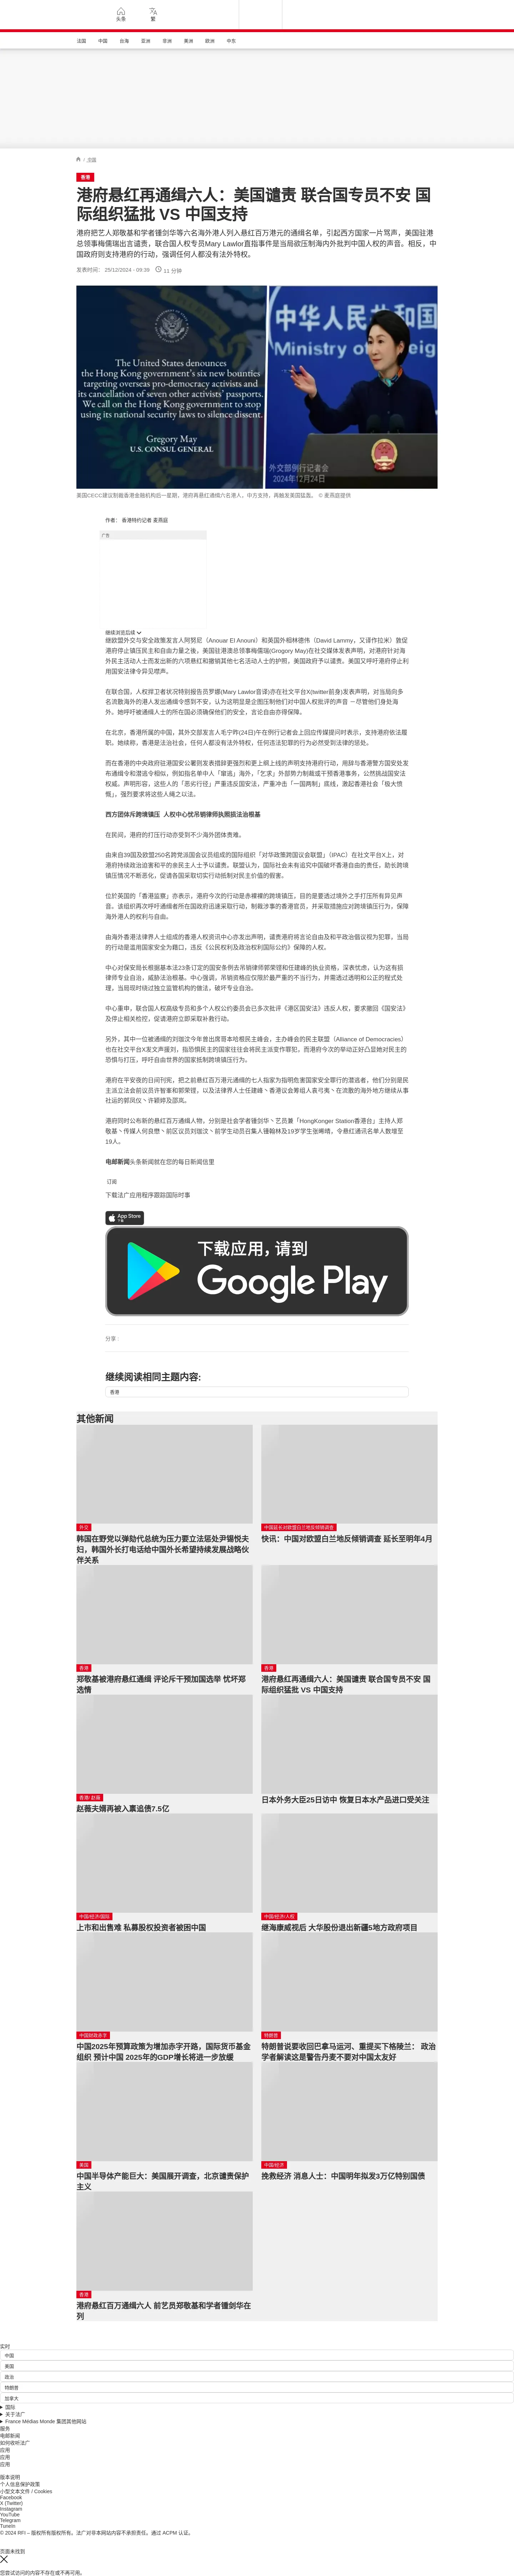 头条
繁
法国
中国
台海
亚洲
非洲
美洲
欧洲
中东
/ 中国
香港
港府悬红再通缉六人：美国谴责 联合国专员不安 国
际组织猛批 VS 中国支持
港府把艺人郑敬基和学者锺剑华等六名海外港人列入悬红百万港元的通缉名单，引起西方国家一片骂声，美国驻港
总领事梅儒瑞出言谴责，联合国人权专员Mary Lawlor直指事件是当局欲压制海内外批判中国人权的声音。相反，中
国政府则支持港府的行动，强调任何人都没有法外特权。
发表时间： 25/12/2024 - 09:39
11 分钟
The United States denounces
the Hong Kong government's six new bounties
targeting overseas pro-democracy activists and its
cancellation of seven other activists' passports.
We call on the Hong Kong government to stop
using its national security to silence dissent.
Gregory May
U.S. CONSUL GENERAL
中华人民共和国
Ministry of Foreig
外交部例行记者会
2024年12月24日
美国CECC建议制裁香港金融机构后一星期，港府再悬红通缉六名港人，中方支持，再触发美国猛轰。 © 麦燕庭提供
作者： 香港特约记者 麦燕庭
广告
继续浏览后续
继欧盟外交与安全政策发言人阿努尼（Anouar El Anouni）和英国外相林德伟（David Lammy，又译作拉米）敦促
港府停止镇压民主和自由力量之後，美国驻港澳总领事梅儒瑞(Gregory May)在社交媒体发表声明，对港府针对海
外民主活动人士而发出新的六项悬红和撤销其他七名活动人士的护照，美国政府予以谴责。美国又呼吁港府停止利
用国安法律令异见噤声。
在联合国，人权捍卫者状况特别报告员罗娜(Mary Lawlor音译)亦在社交平台X(twitter前身)发表声明，对当局向多
名流散海外的港人发出通缉令感到不安，认为这明显是企图压制他们对中国人权批评的声音 －尽管他们身处海
外。她呼吁被通缉人士的所在国必须确保他们的安全，言论自由亦得保障。
在北京，香港所属的中国，其外交部发言人毛宁昨(24日)午在例行记者会上回应传媒提问时表示，支持港府依法履
职。她续称，香港是法治社会，任何人都没有法外特权，任何违法犯罪的行为必然受到法律的惩处。
而在香港的中央政府驻港国安公署则发表措辞更强烈和更上纲上线的声明支持港府行动，用辞与香港警方国安处发
布通缉令和潜逃令相似，例如指名单中人「窜逃」海外，「乞求」外部势力制裁或干预香港事务，公然挑战国安法
权威。声明形容，这些人的「恶劣行径」严重违反国安法，严重冲击「一国两制」底线，激起香港社会「极大愤
慨」，强烈要求将这些人绳之以法。
西方团体斥跨境镇压 人权中心忧吊销律师执照损法治根基
在民间，港府的打压行动亦受到不少海外团体责难。
由来自39国及欧盟250名跨党派国会议员组成的国际组织「对华政策跨国议会联盟」（IPAC）在社交平台X上，对
港府持续政治迫害和平的亲民主人士予以谴责。联盟认为，国际社会未有追究中国破坏香港自由的责任，助长跨境
镇压情况不断恶化，促请各国采取切实行动抵制对民主价值的假害。
位於英国的「香港监察」亦表示，港府今次的行动是赤裸裸的跨境镇压，目的是要透过境外之手打压所有异见声
音。该组织再次呼吁通缉者所在国政府迅速采取行动，制裁涉事的香港官员，并采取措施应对跨境镇压行为，保障
海外港人的权利与自由。
由海外香港法律界人士组成的香港人权资讯中心亦发出声明，谴责港府将言论自由及和平政治倡议视为犯罪，当局
的行动是滥用国家安全为藉口，违反《公民权利及政治权利国际公约》保障的人权。
中心对保安局长根据基本法23条订定的国安条例去吊销律师郭荣铿和任建峰的执业资格，深表忧虑，认为这有损
律师专业自治，威胁法治根基。中心强调，吊销资格应仅限於最严重的不当行为，并需透过透明和公正的程式处
理，当局现时绕过独立监管机构的做法，破坏专业自治。
中心重申，联合国人权高级专员和多个人权公约委员会已多次批评《港区国安法》违反人权，要求撤回《国安法》
及停止相关检控，促请港府立即采取补救行动。
另外，其中一位被通缉的刘珈汶今年曾出席哥本哈根民主峰会，主办峰会的民主联盟（Alliance of Democracies）
也在社交平台X发文声援刘，指恐惧民主的国家往往会将民主活变作罪犯，而港府今次的举动正好凸显她对民主的
恐惧与打压，呼吁自由世界的国家抵制跨境镇压行为。
港府在平安夜的日间刊宪，把之前悬红百万港元通缉的七人指家为指明危害国家安全罪行的潜逃者，他们分别是民
主派立法会前议员许智峯和郭荣铿，以及法律界人士任建峰丶香港议会筹组人袁弓夷丶在流散的海外地方继续从事
社运的郭凤仪丶许颖婷及邵岚。
港府同时公布新的悬红百万通缉人物，分别是社会学者锺剑华丶艺员兼「HongKonger Station香港台」主持人郑
敬基丶传媒人何良懋丶前区议员刘珈汶丶前学生动员召集人锺翰林及19岁学生张晞晴，令悬红通讯名单人数增至
19人。
电邮新闻头条新闻就在您的每日新闻信里
订阅
下载法广应用程序跟踪国际时事
App Store
下载
下载应用，请到
Google Play
分享
继续阅读相同主题内容:
香港
其他新闻
外交
韩国在野党以弹劾代总统为压力要立法惩处尹锡悦夫
妇，韩国外长打电话给中国外长希望持续发展战略伙
伴关系
中国延长对欧盟白兰地反倾销调查
快讯：中国对欧盟白兰地反倾销调查 延长至明年4月
香港
郑敬基被港府悬红通缉 评论斥干预加国选举 忧坏郑
选情
香港
港府悬红再通缉六人：美国谴责 联合国专员不安 国
际组织猛批 VS 中国支持
香港/ 赵薇
赵薇夫婿再被入禀追债7.5亿
日本外务大臣25日访中 恢复日本水产品进口受关注
中国/经济/国际
上市和出售难 私募股权投资者被困中国
中国/经济/人权
继海康威视后 大华股份退出新疆5地方政府项目
中国财政赤字
中国2025年预算政策为增加赤字开路，国际货币基金
组织 预计中国 2025年的GDP增长将进一步放缓
特朗普
特朗普说要收回巴拿马运河、重提买下格陵兰： 政治
学者解读这是警告丹麦不要对中国太友好
美国
中国半导体产能巨大：美国展开调查，北京谴责保护
主义
中国/经济
挽救经济 消息人士：中国明年拟发3万亿特别国债
香港
港府悬红百万通缉六人 前艺员郑敬基和学者锺剑华在
列
实时
中国
美国
政治
特朗普
加拿大
国际
关于法广
France Médias Monde 集团其他网站
服务
电邮新闻
如何收听法广
应用
应用
应用
版本说明
个人信息保护政策
小型文本文件 / Cookies
Facebook
X (Twitter)
Instagram
YouTube
Telegram
TuneIn
© 2024 RFI – 版权所有版权所有。法广对非本网站内容不承担责任。通过 ACPM 认证。
页面未找到
您尝试访问的内容不存在或不再可用。